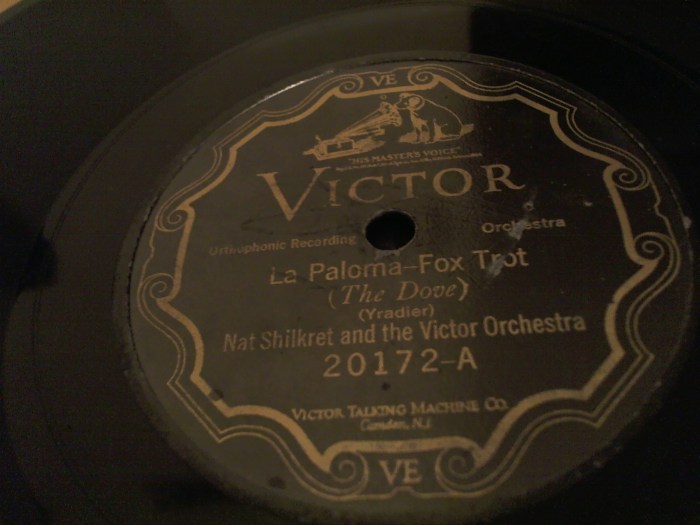 VE
"HIS MASTER'S VOICE"
VICTOR
Orthophonic Recording
Orchestra
La Paloma-Fox Trot
(The Dove)
(Yradier)
Nat Shilkret and the Victor Orchestra
20172-A
VICTOR TALKING MACHINE CO.
Camden, N.J.
VE